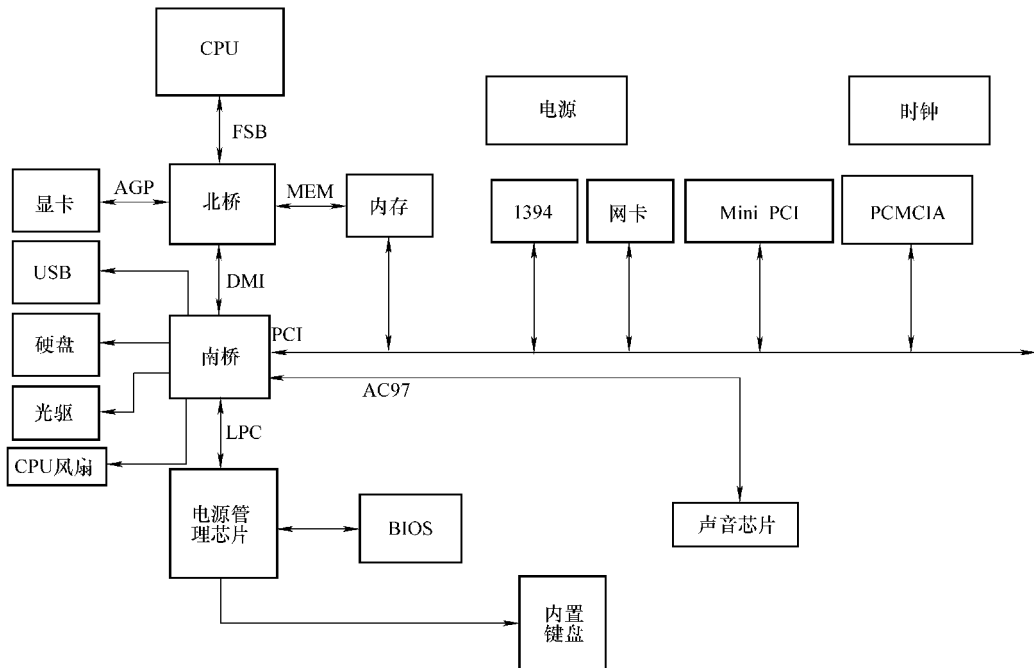 CPU
电源
时钟
FSB
显卡
AGP
北桥
MEM
内存
1394
网卡
Mini PCI
PCMCIA
USB
DMI
硬盘
南桥
PCI
光驱
AC97
CPU风扇
LPC
电源管
理芯片
BIOS
声音芯片
内置
键盘